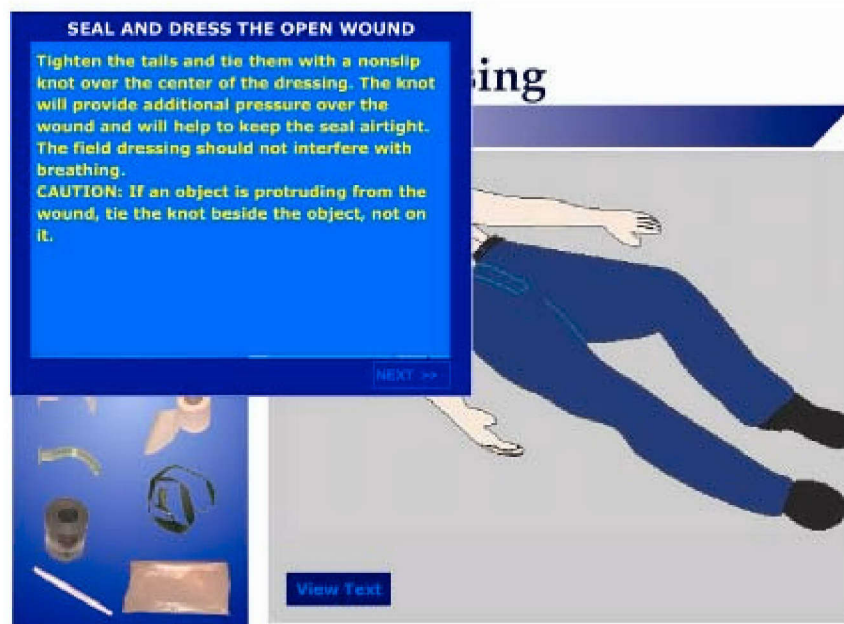 SEAL AND DRESS THE OPEN WOUND
Tighten the tails and tie them with a nonslip
knot over the center of the dressing. The knot
will provide additional pressure over the
wound and will help to keep the seal airtight.
The field dressing should not interfere with
breathing.
CAUTION: If an object is protruding from the
wound, tie the knot beside the object, not on
it.
NEXT >>
sing
View Text